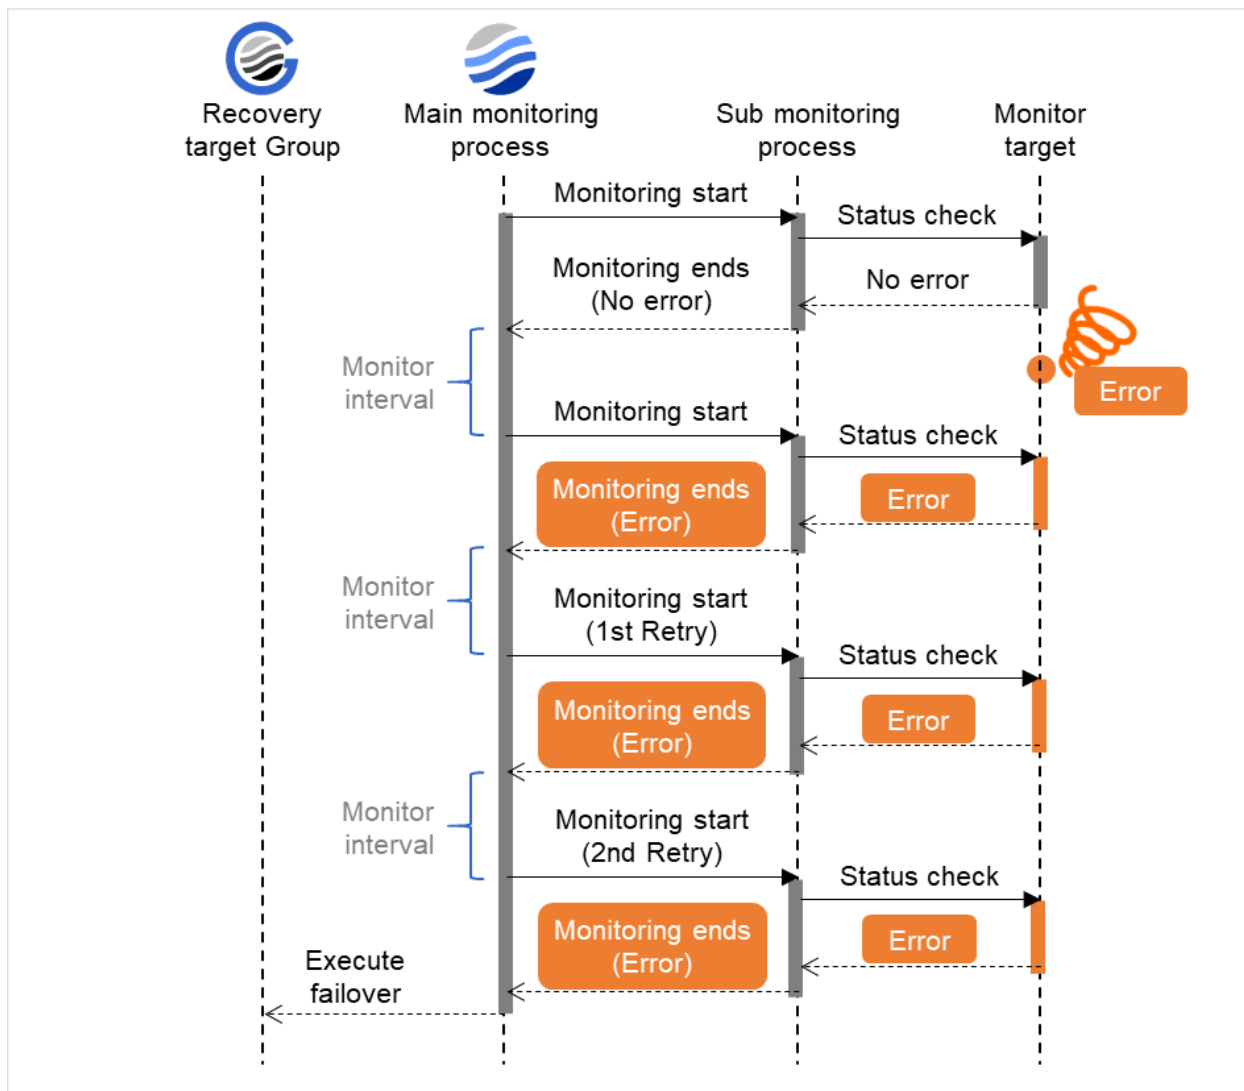 Recovery
target Group
Main monitoring
process
Sub monitoring
process
Monitor
target
Monitoring start
Status check
Monitoring ends
(No error)
No error
Monitor
interval
Error
Monitoring start
Status check
Monitoring ends
(Error)
Error
Monitor
interval
Monitoring start
(1st Retry)
Status check
Monitoring ends
(Error)
Error
Monitor
interval
Monitoring start
(2nd Retry)
Status check
Monitoring ends
(Error)
Error
Execute
failover